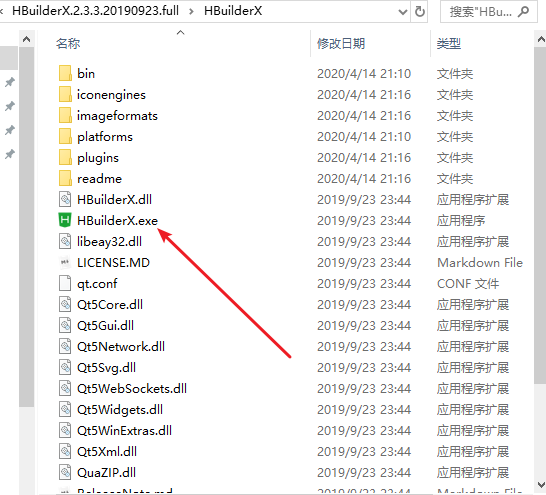 HBuilderX.2.3.3.20190923.full > HBuilderX
搜索"HBu...
名称 修改日期 类型
bin 2020/4/14 21:10 文件夹
iconengines 2020/4/14 21:16 文件夹
imageformats 2020/4/14 21:16 文件夹
platforms 2020/4/14 21:10 文件夹
plugins 2020/4/14 21:16 文件夹
readme 2020/4/14 21:16 文件夹
HBuilderX.dll 2019/9/23 23:44 应用程序扩展
HBuilderX.exe 2019/9/23 23:44 应用程序
libeay32.dll 2019/9/23 23:44 应用程序扩展
LICENSE.MD 2019/9/23 23:44 Markdown File
qt.conf 2019/9/23 23:44 CONF 文件
Qt5Core.dll 2019/9/23 23:44 应用程序扩展
Qt5Gui.dll 2019/9/23 23:44 应用程序扩展
Qt5Network.dll 2019/9/23 23:44 应用程序扩展
Qt5Svg.dll 2019/9/23 23:44 应用程序扩展
Qt5WebSockets.dll 2019/9/23 23:44 应用程序扩展
Qt5Widgets.dll 2019/9/23 23:44 应用程序扩展
Qt5WinExtras.dll 2019/9/23 23:44 应用程序扩展
Qt5Xml.dll 2019/9/23 23:44 应用程序扩展
QuaZIP.dll 2019/9/23 23:44 应用程序扩展
ReleaseNote.md 2019/9/23 23:44 Markdown File